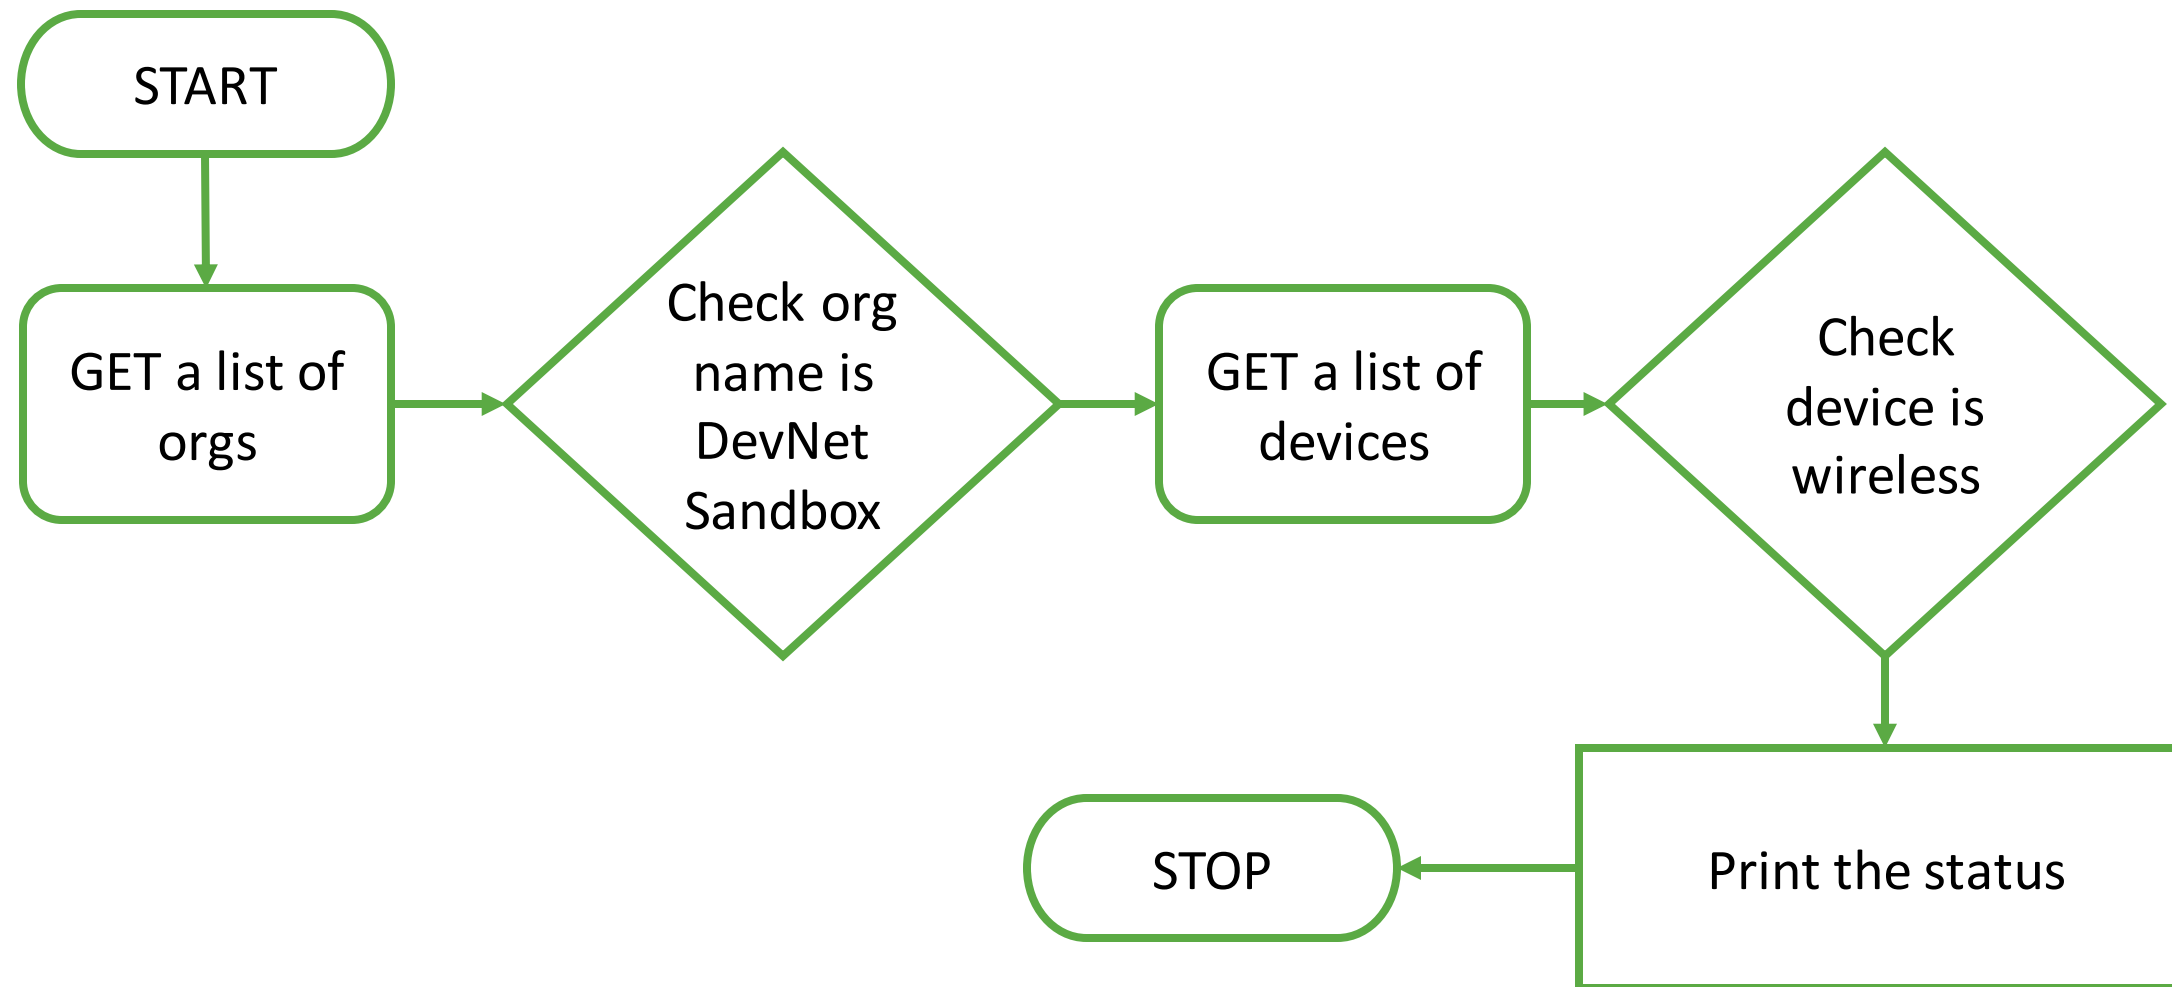 START
GET a list of
orgs
Check org
name is
DevNet
Sandbox
GET a list of
devices
Check
device is
wireless
Print the status
STOP